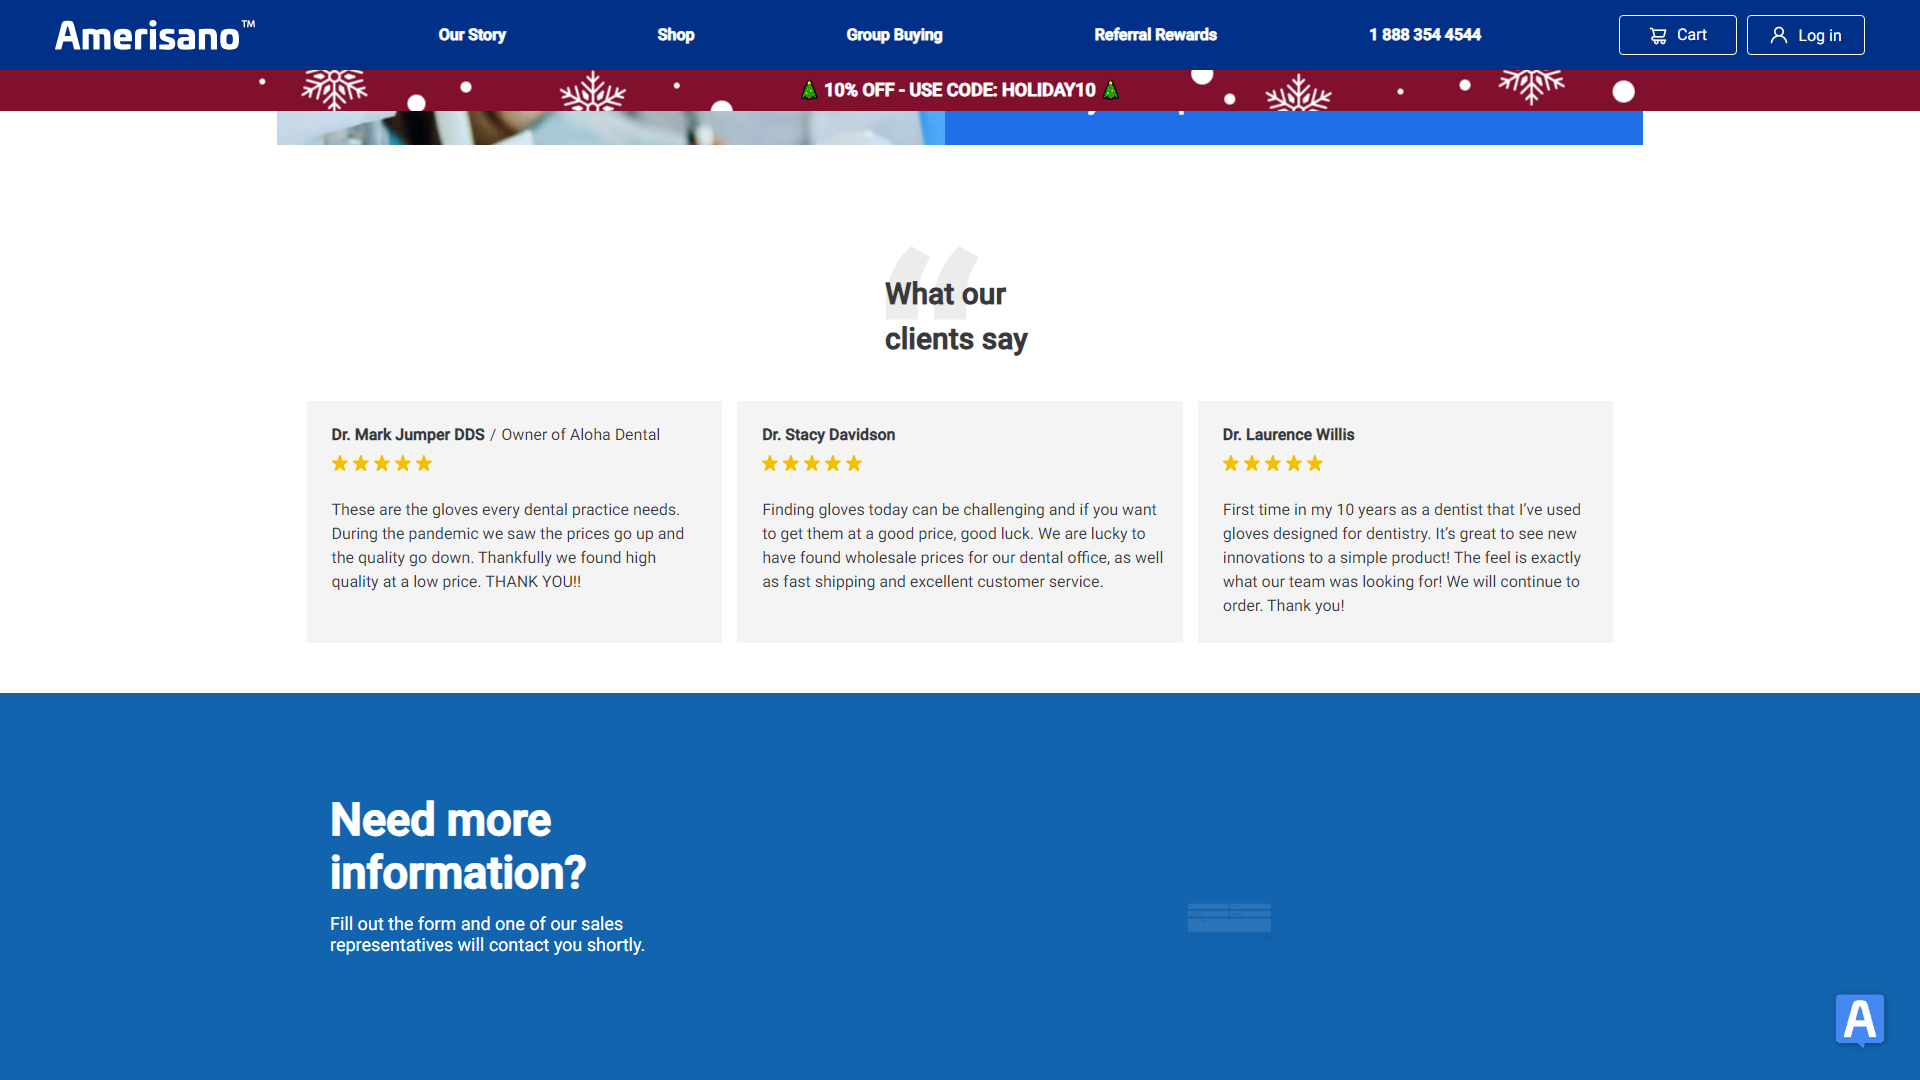 Amerisano™
Our Story
Shop
Group Buying
Referral Rewards
1 888 354 4544
Cart
Log in
10% OFF - USE CODE: HOLIDAY10
What our
clients say
Dr. Mark Jumper DDS / Owner of Aloha Dental
These are the gloves every dental practice needs.
During the pandemic we saw the prices go up and
the quality go down. Thankfully we found high
quality at a low price. THANK YOU!!
Dr. Stacy Davidson
Finding gloves today can be challenging and if you want
to get them at a good price, good luck. We are lucky to
have found wholesale prices for our dental office, as well
as fast shipping and excellent customer service.
Dr. Laurence Willis
First time in my 10 years as a dentist that I’ve used
gloves designed for dentistry. It’s great to see new
innovations to a simple product! The feel is exactly
what our team was looking for! We will continue to
order. Thank you!
Need more
information?
Fill out the form and one of our sales
representatives will contact you shortly.
A